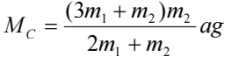 M_C = \frac{(3m_1 + m_2)m_2}{2m_1 + m_2} ag